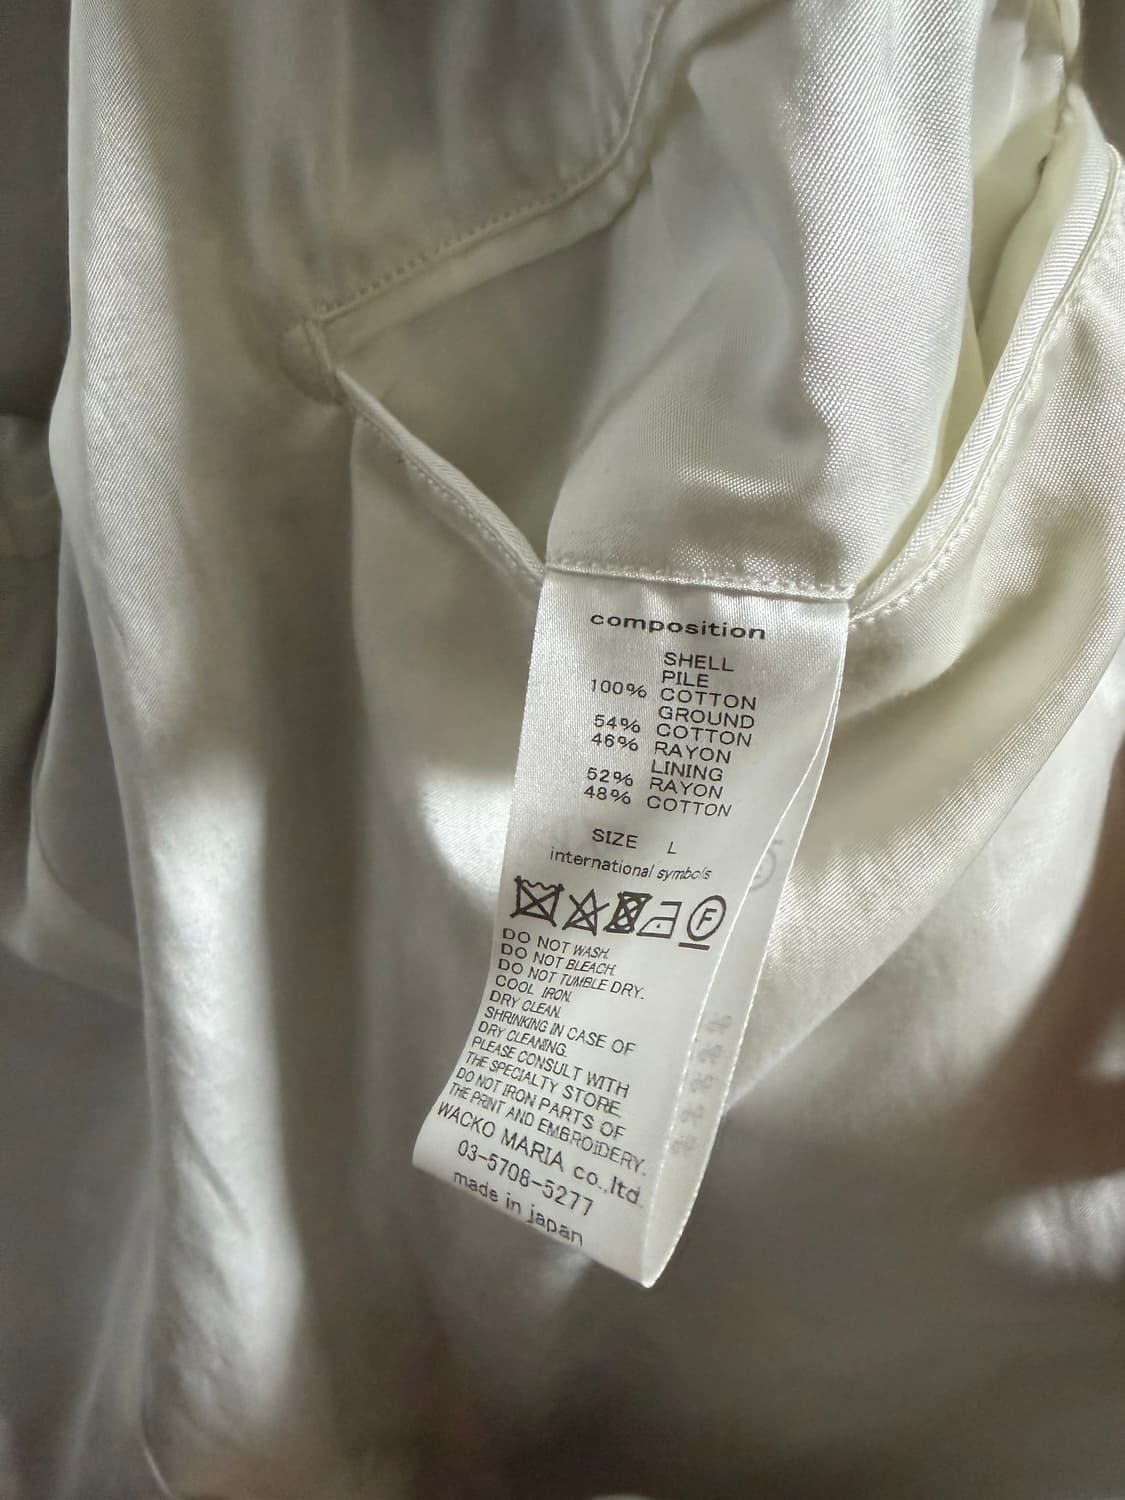 composition
SHELL
PILE
100% COTTON
GROUND
54% COTTON
46% RAYON
LINING
52% RAYON
48% COTTON
SIZE L
international symbols
F
DO NOT WASH.
DO NOT BLEACH.
DO NOT TUMBLE DRY.
COOL IRON.
DRY CLEAN.
SHRINKING IN CASE OF
DRY CLEANING.
PLEASE CONSULT WITH
THE SPECIALTY STORE.
DO NOT IRON PARTS OF
THE PRINT AND EMBROIDERY.
WACKO MARIA co.,ltd.
03-5708-5277
made in japan